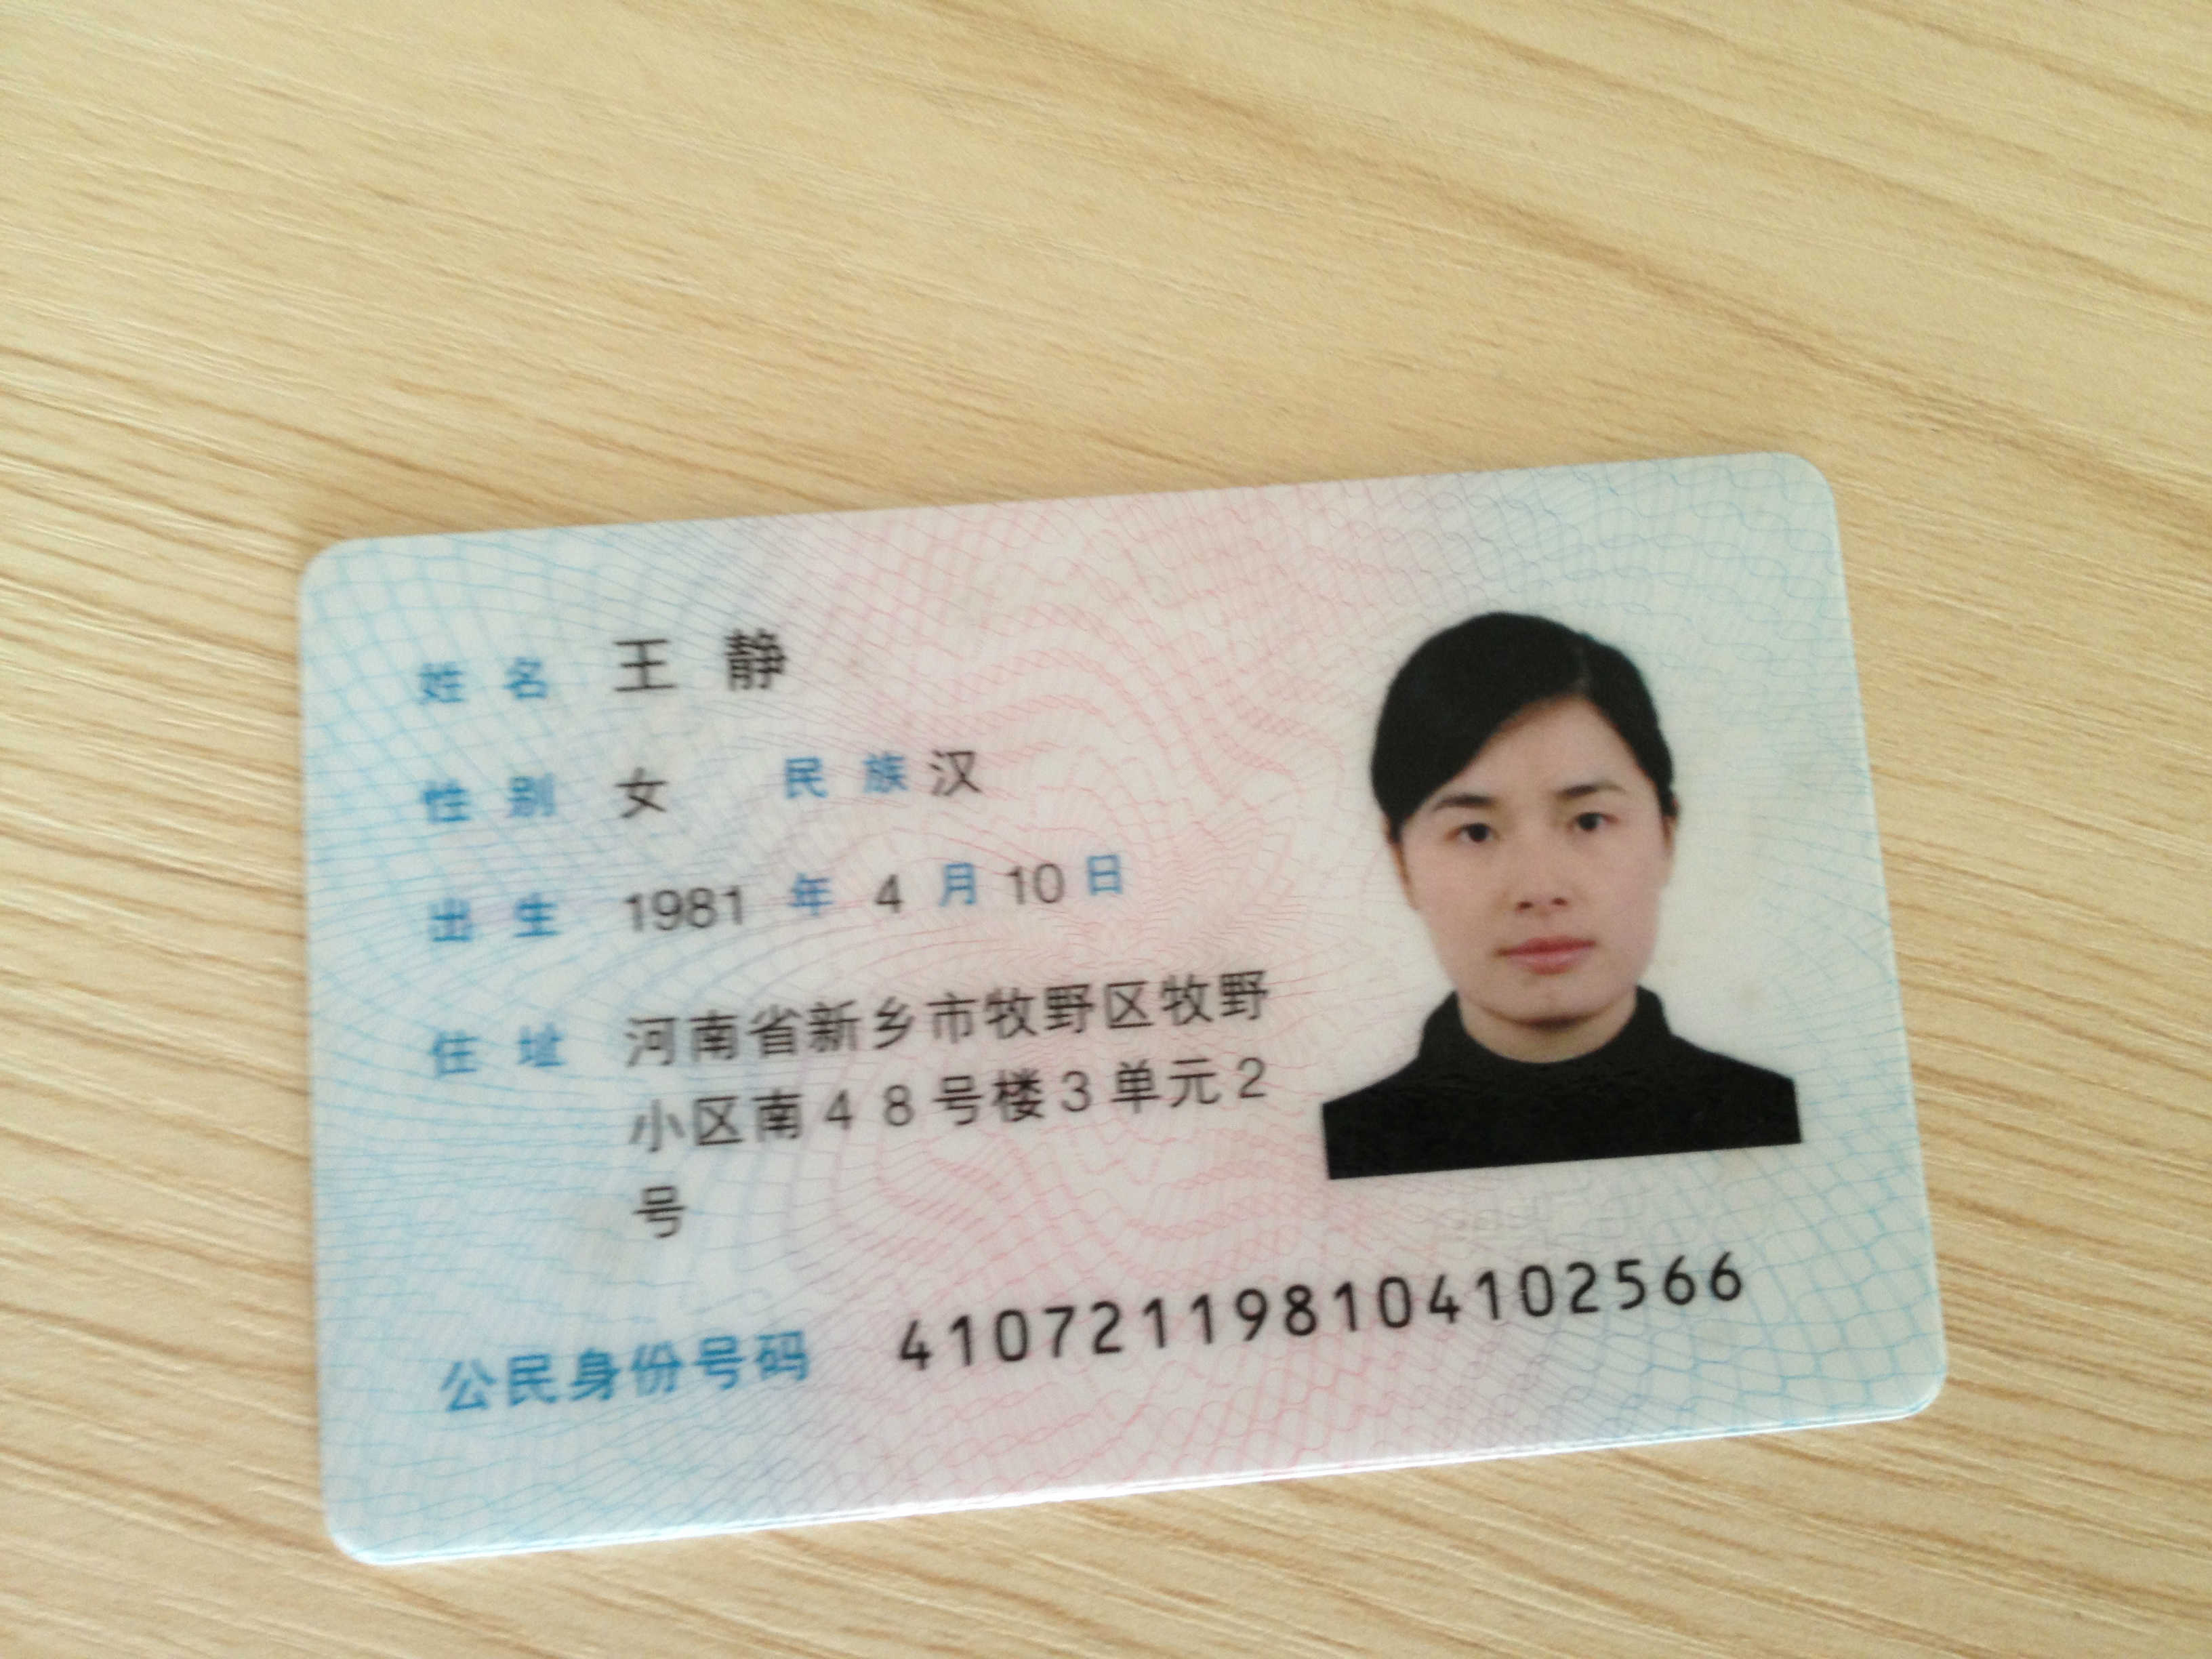 姓名 王静
性别 女 民族 汉
出生 1981 年 4 月 10 日
住址 河南省新乡市牧野区牧野
小区南48号楼3单元2
号
公民身份号码 410721198104102566